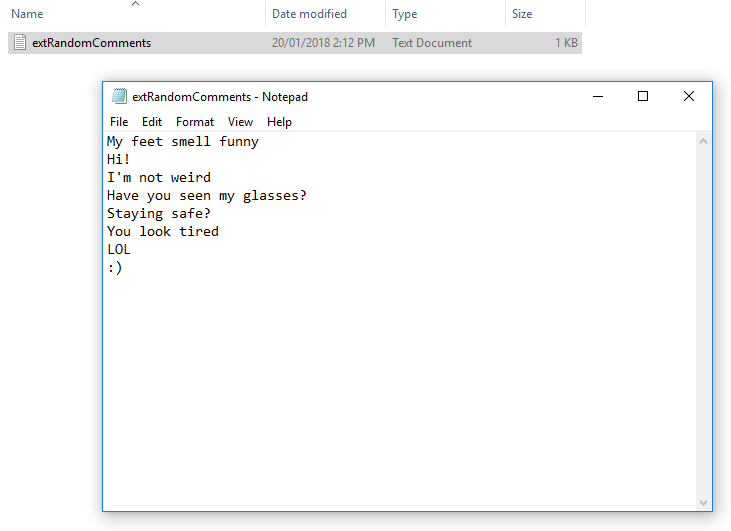 Name Date modified Type Size
extRandomComments 20/01/2018 2:12 PM Text Document 1 KB
extRandomComments - Notepad
File Edit Format View Help
My feet smell funny
Hi!
I'm not weird
Have you seen my glasses?
Staying safe?
You look tired
LOL
:)